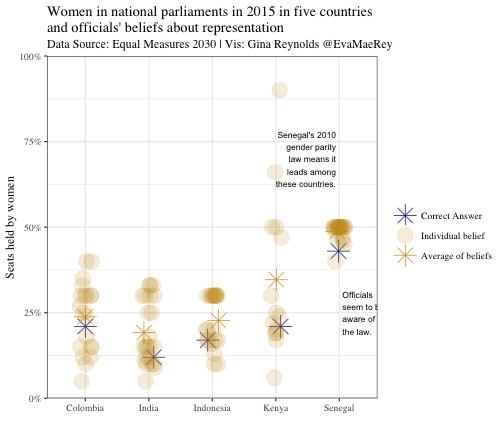 Women in national parliaments in 2015 in five countries
and officials' beliefs about representation
Data Source: Equal Measures 2030 | Vis: Gina Reynolds @EvaMaeRey
Seats held by women
100%
75%
50%
25%
0%
Senegal's 2010
gender parity
law means it
leads among
these countries.
Officials
seem to b
aware of
the law.
Colombia
India
Indonesia
Kenya
Senegal
Correct Answer
Individual belief
Average of beliefs